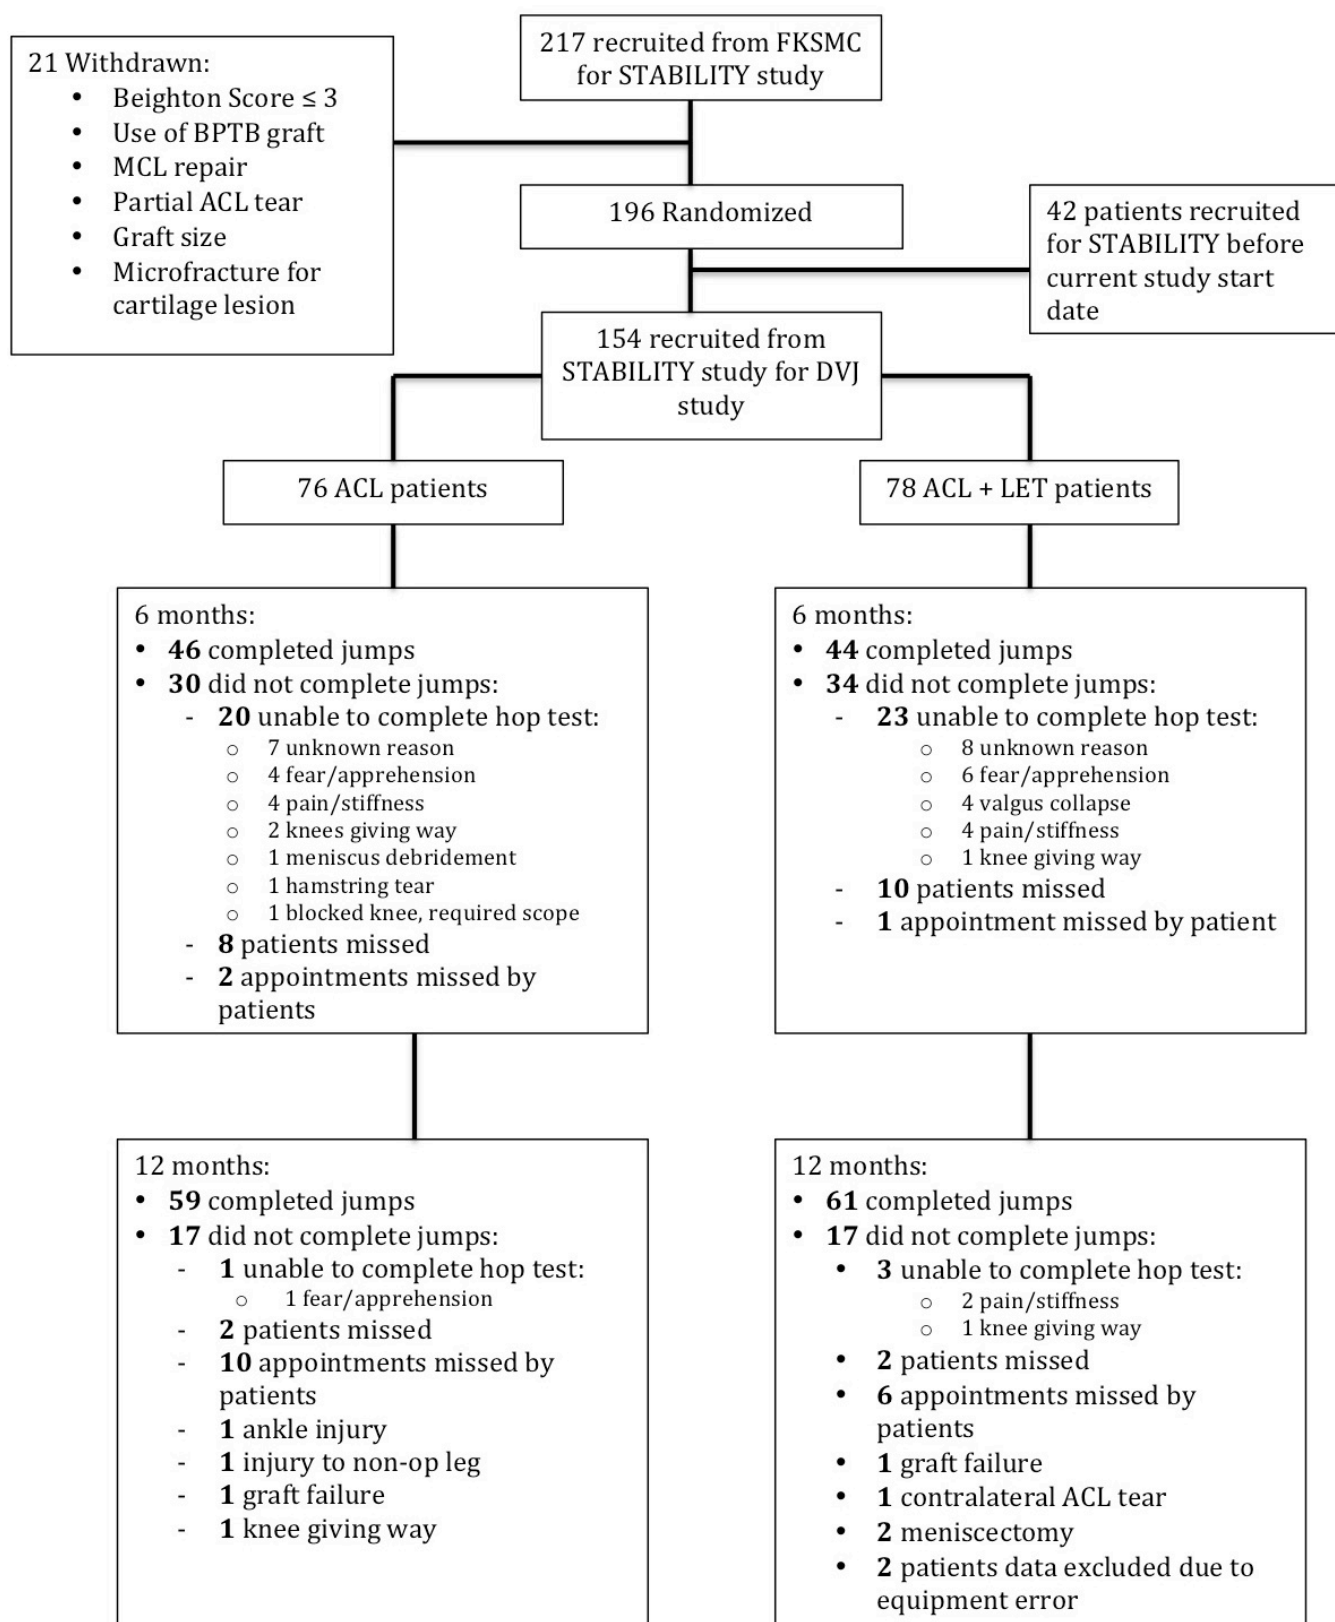 217 recruited from FKSMC
for STABILITY study
21 Withdrawn:
• Beighton Score ≤ 3
• Use of BPTB graft
• MCL repair
• Partial ACL tear
• Graft size
• Microfracture for
cartilage lesion
196 Randomized
42 patients recruited
for STABILITY before
current study start
date
154 recruited from
STABILITY study for DVJ
study
76 ACL patients
78 ACL + LET patients
6 months:
• 46 completed jumps
• 30 did not complete jumps:
- 20 unable to complete hop test:
o 7 unknown reason
o 4 fear/apprehension
o 4 pain/stiffness
o 2 knees giving way
o 1 meniscus debridement
o 1 hamstring tear
o 1 blocked knee, required scope
- 8 patients missed
- 2 appointments missed by
patients
6 months:
• 44 completed jumps
• 34 did not complete jumps:
- 23 unable to complete hop test:
o 8 unknown reason
o 6 fear/apprehension
o 4 valgus collapse
o 4 pain/stiffness
o 1 knee giving way
- 10 patients missed
- 1 appointment missed by patient
12 months:
• 59 completed jumps
• 17 did not complete jumps:
- 1 unable to complete hop test:
o 1 fear/apprehension
- 2 patients missed
- 10 appointments missed by
patients
- 1 ankle injury
- 1 injury to non-op leg
- 1 graft failure
- 1 knee giving way
12 months:
• 61 completed jumps
• 17 did not complete jumps:
• 3 unable to complete hop test:
o 2 pain/stiffness
o 1 knee giving way
• 2 patients missed
• 6 appointments missed by
patients
• 1 graft failure
• 1 contralateral ACL tear
• 2 meniscectomy
• 2 patients data excluded due to
equipment error